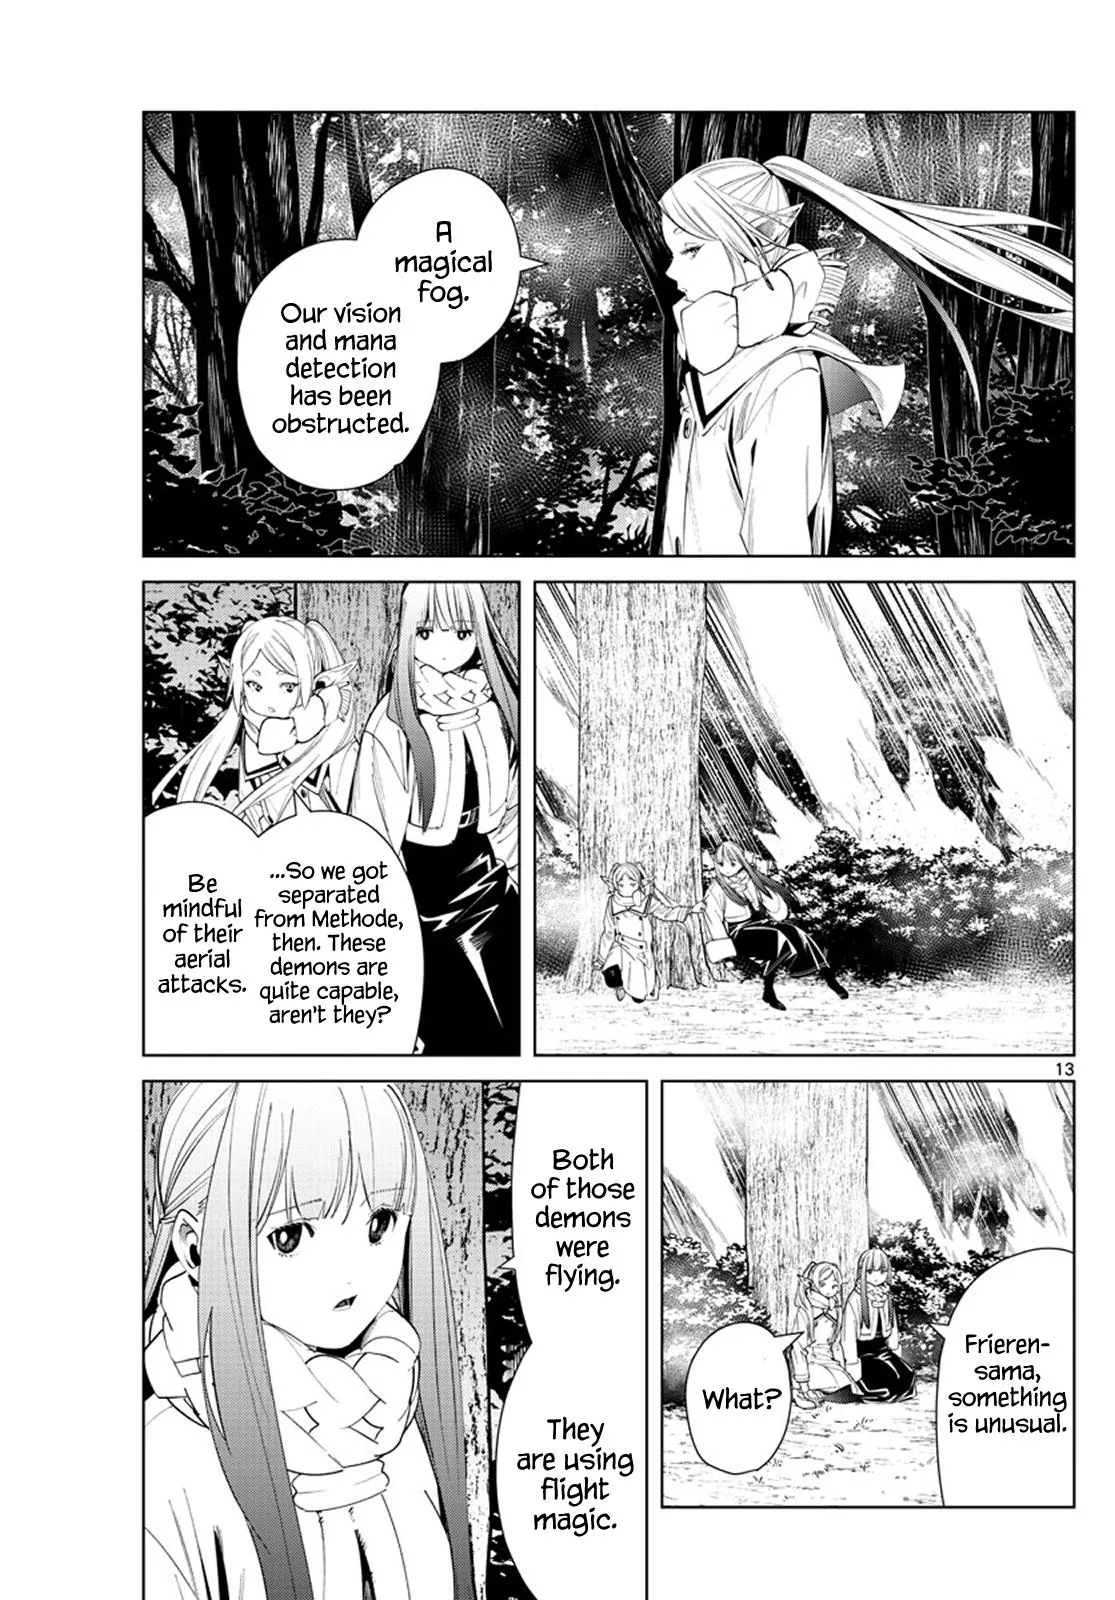 A
magical
fog.
Our vision
and mana
detection
has been
obstructed.
...So we got
separated
from Methode,
then. These
demons are
quite capable,
aren't they?
Be
mindful
of their
aerial
attacks.
13
Frieren-
sama,
something
is unusual.
What?
Both
of those
demons
were
flying.
They
are using
flight
magic.